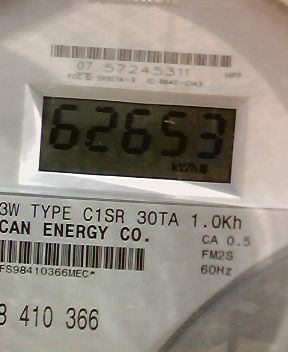 07 57245311
62653
kWh
3W TYPE C1SR 30TA 1.0Kh
CAN ENERGY CO.
CA 0.5
FM2S
60Hz
FS98410366MEC*
8 410 366